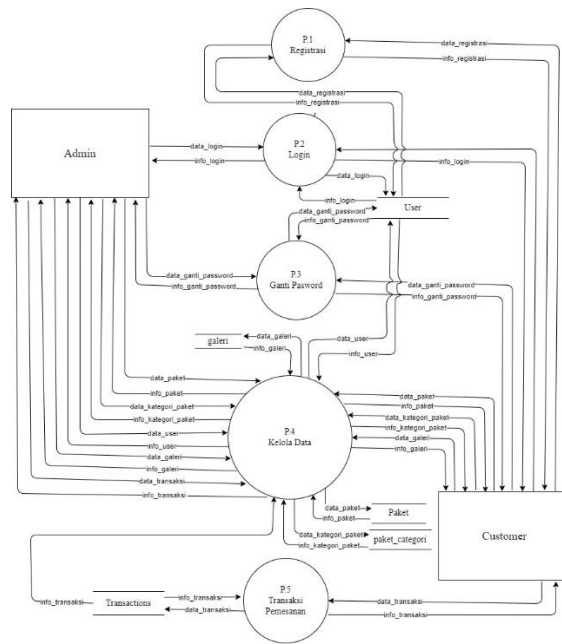 P.1
Registrasi
data_registrasi
info_registrasi
data_registrasi
info_registrasi
Admin
P.2
Login
data_login
info_login
info_login
data_login
info_login
User
data_ganti_password
info_ganti_password
P.3
Ganti Pasword
data_ganti_password
info_ganti_password
data_ganti_password
info_ganti_password
galeri
data_galeri
info_galeri
data_user
info_user
P.4
Kelola Data
data_paket
info_paket
data_kategori_paket
info_kategori_paket
data_user
info_user
data_galeri
info_galeri
data_transaksi
info_transaksi
data_paket
info_paket
data_kategori_paket
info_kategori_paket
data_galeri
info_galeri
data_paket
info_paket
Paket
data_kategori_paket
info_kategori_paket
paket_categori
Customer
P.5
Transaksi
Pemesanan
info_transaksi
Transactions
info_transaksi
data_transaksi
data_transaksi
info_transaksi